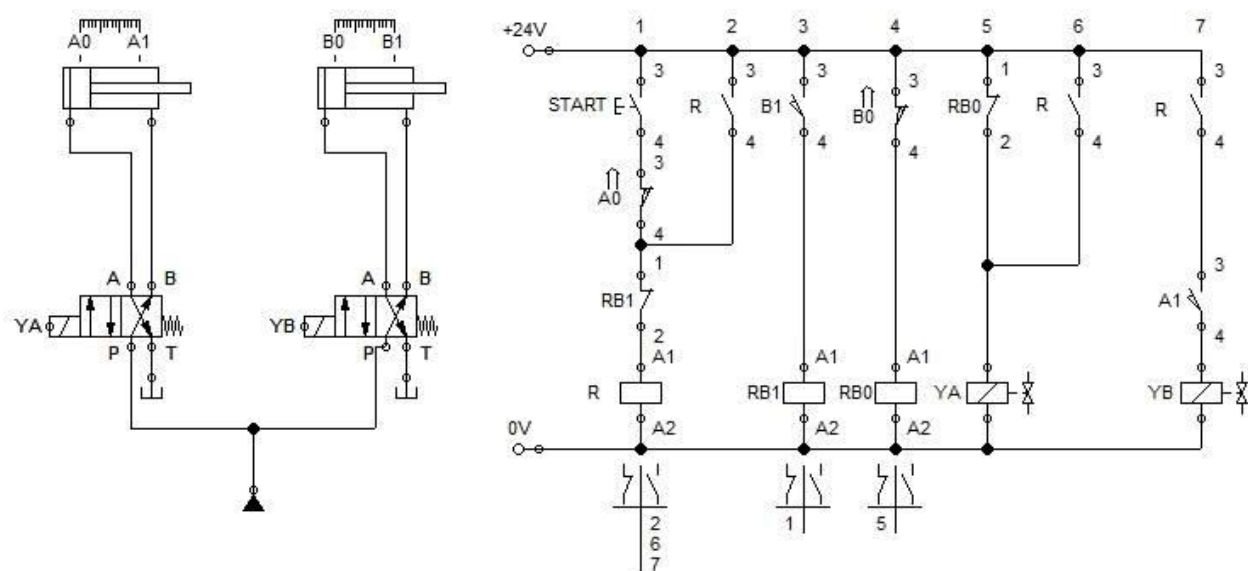 A0 A1
B0 B1
A B
A B
YA
YB
P T
P T
1 2 3 4 5 6 7
+24V
3 3 3 3 1 3 3
START R B1 B0 RB0 R R
4 4 4 4 2 4 4
3
A0
4
1
3
RB1
A1
2
4
A1 A1 A1
R RB1 RB0 YA YB
A2 A2 A2
0V
2 1 5
6
7